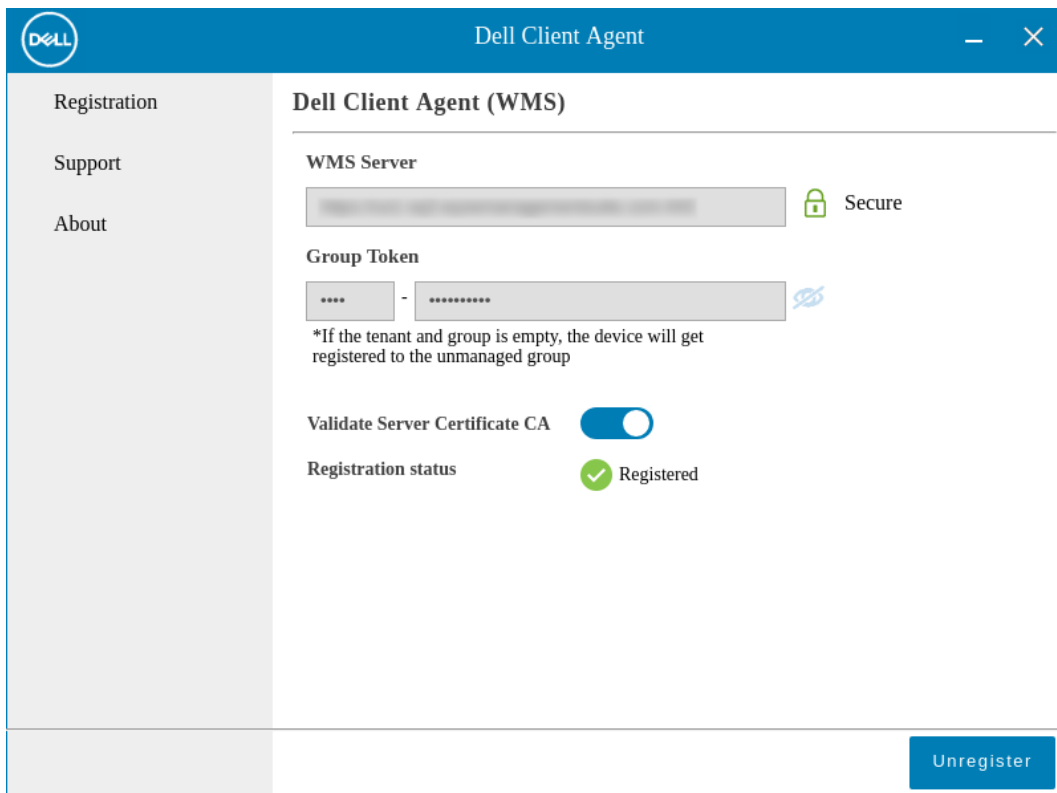 DELL
Dell Client Agent
Registration
Support
About
Dell Client Agent (WMS)
WMS Server
Secure
Group Token
•••• - ••••••••••
*If the tenant and group is empty, the device will get
registered to the unmanaged group
Validate Server Certificate CA
Registration status
Registered
Unregister